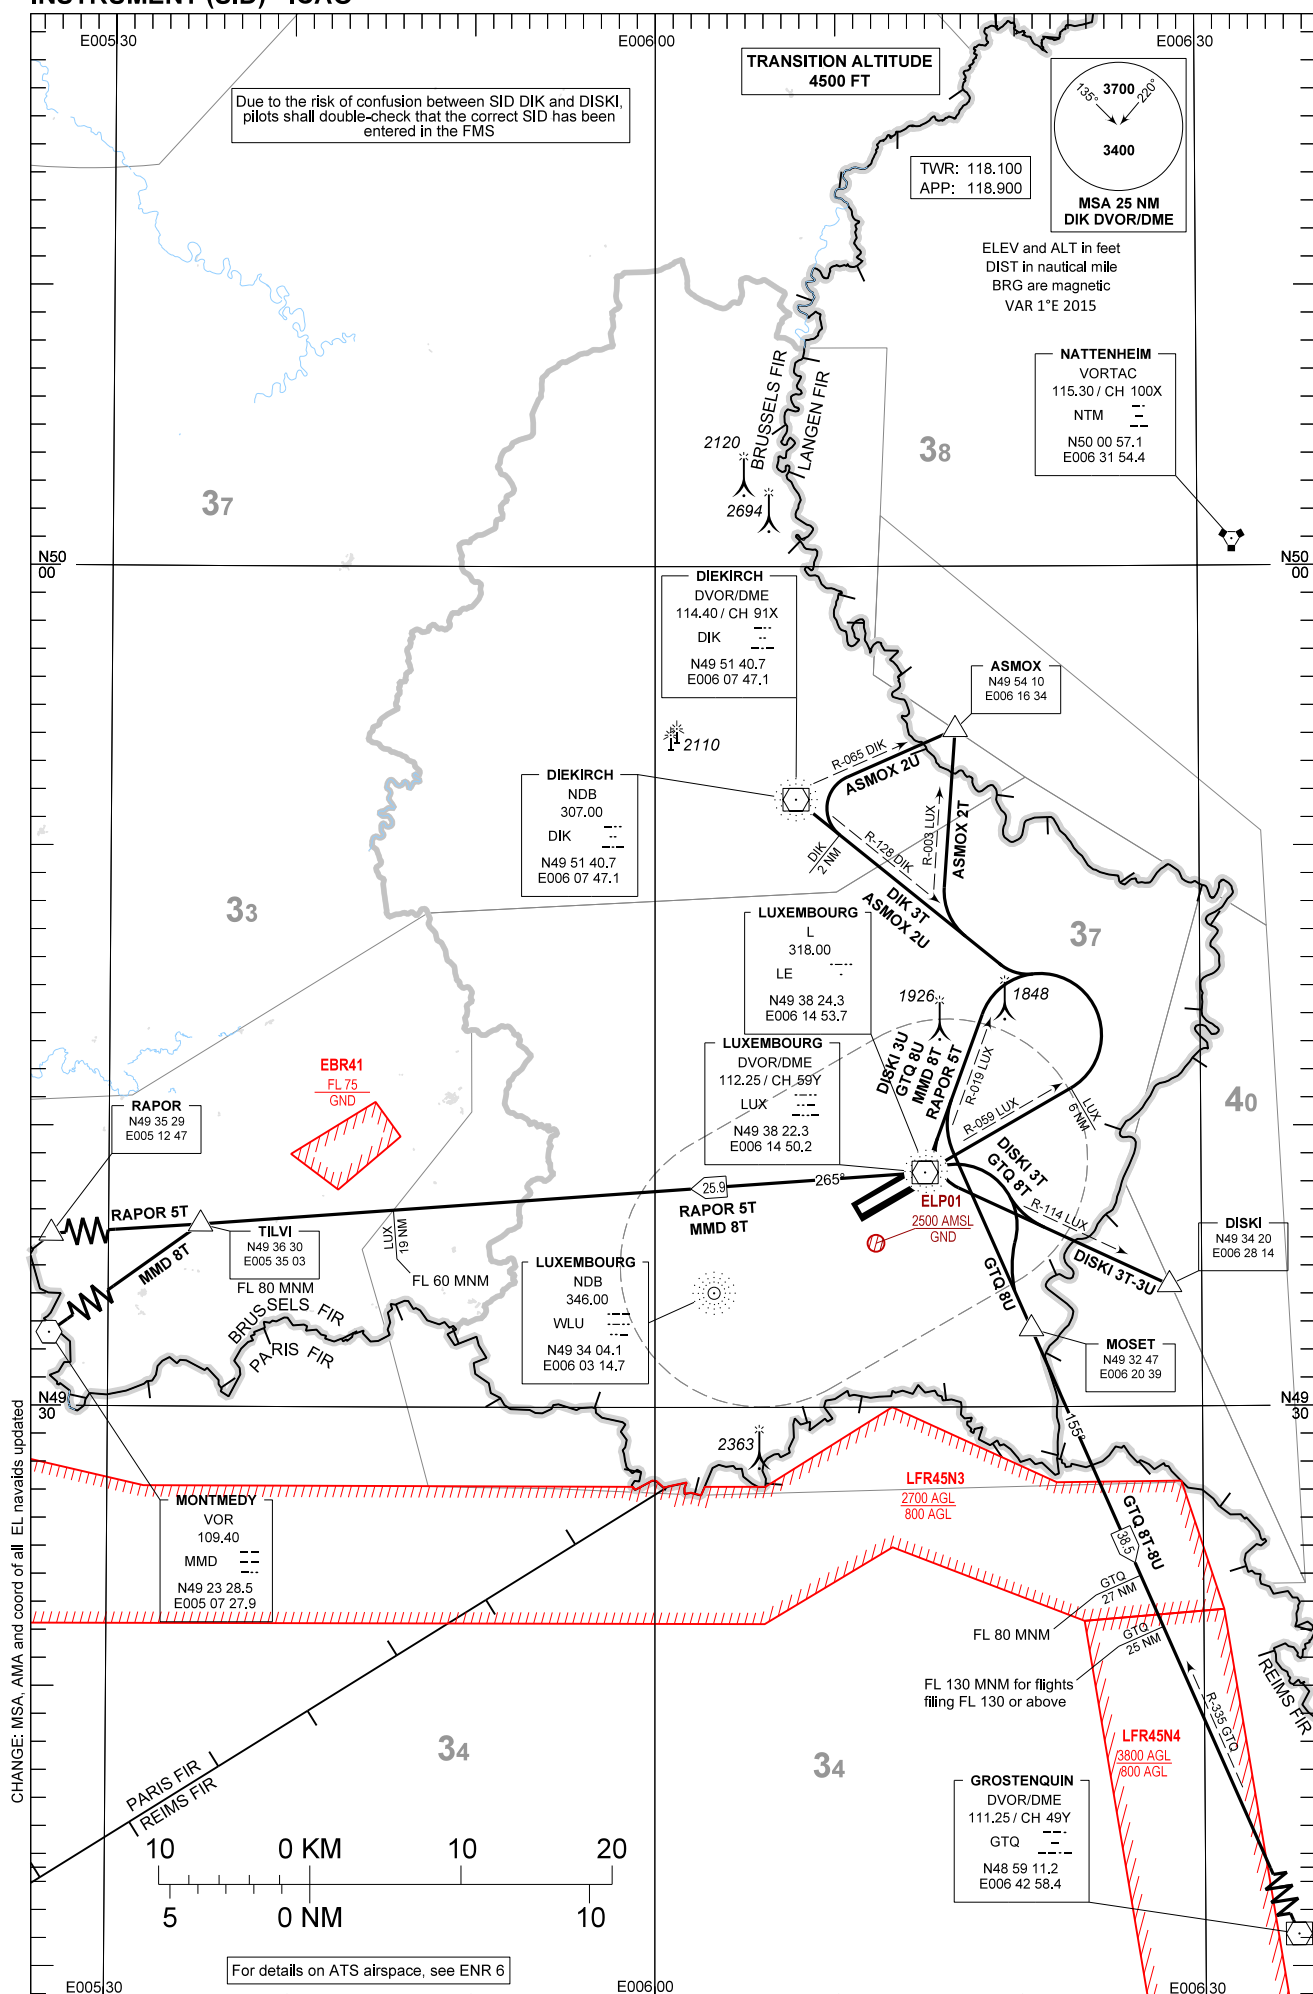 INSTRUMENT (SID) - ICAO
E005 30
E006 00
E006 30
TRANSITION ALTITUDE
4500 FT
Due to the risk of confusion between SID DIK and DISKI,
pilots shall double-check that the correct SID has been
entered in the FMS
3700
135°
220°
3400
MSA 25 NM
DIK DVOR/DME
TWR: 118.100
APP: 118.900
ELEV and ALT in feet
DIST in nautical mile
BRG are magnetic
VAR 1°E 2015
NATTENHEIM
VORTAC
115.30 / CH 100X
NTM
N50 00 57.1
E006 31 54.4
BRUSSELS FIR
LANGEN FIR
2120
2694
38
37
N50
00
N50
00
DIEKIRCH
DVOR/DME
114.40 / CH 91X
DIK
N49 51 40.7
E006 07 47.1
ASMOX
N49 54 10
E006 16 34
2110
R-065 DIK
ASMOX 2U
DIEKIRCH
NDB
307.00
DIK
N49 51 40.7
E006 07 47.1
DIK
2 NM
R-128 DIK
R-003 LUX
ASMOX 2T
DIK 3T
ASMOX 2U
33
37
LUXEMBOURG
L
318.00
LE
N49 38 24.3
E006 14 53.7
1926
1848
LUXEMBOURG
DVOR/DME
112.25 / CH 59Y
LUX
N49 38 22.3
E006 14 50.2
DISKI 3U
GTQ 8U
MMD 8T
RAPOR 5T
R-019 LUX
R-059 LUX
LUX
6 NM
40
EBR41
FL 75
GND
RAPOR
N49 35 29
E005 12 47
DISKI 3T
GTQ 8T
R-114 LUX
25.9
265°
RAPOR 5T
MMD 8T
ELP01
2500 AMSL
GND
RAPOR 5T
MMD 8T
TILVI
N49 36 30
E005 35 03
FL 80 MNM
LUX
19 NM
FL 60 MNM
DISKI
N49 34 20
E006 28 14
DISKI 3T-3U
GTQ 8U
LUXEMBOURG
NDB
346.00
WLU
N49 34 04.1
E006 03 14.7
BRUSSELS FIR
PARIS FIR
MOSET
N49 32 47
E006 20 39
N49
30
N49
30
155°
2363
LFR45N3
2700 AGL
800 AGL
MONTMEDY
VOR
109.40
MMD
N49 23 28.5
E005 07 27.9
GTQ 8T-8U
38.5
GTQ
27 NM
FL 80 MNM
GTQ
25 NM
FL 130 MNM for flights
filing FL 130 or above
R-335 GTQ
REIMS FIR
LFR45N4
3800 AGL
800 AGL
34
34
PARIS FIR
REIMS FIR
GROSTENQUIN
DVOR/DME
111.25 / CH 49Y
GTQ
N48 59 11.2
E006 42 58.4
10 0 KM 10 20
5 0 NM 10
For details on ATS airspace, see ENR 6
E005 30
E006 00
E006 30
CHANGE: MSA, AMA and coord of all EL navaids updated